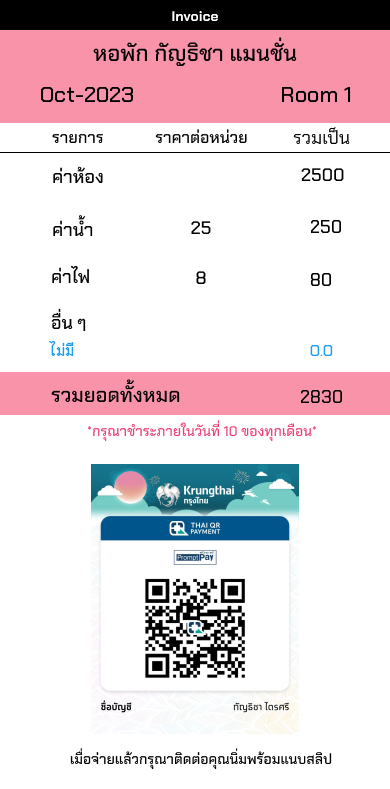 Invoice
หอพัก กัญธิชา แมนชั่น
Oct-2023 Room 1
รายการ ราคาต่อหน่วย รวมเป็น
ค่าห้อง 2500
ค่าน้ำ 25 250
ค่าไฟ 8 80
อื่น ๆ
ไม่มี 0.0
รวมยอดทั้งหมด 2830
*กรุณาชำระภายในวันที่ 10 ของทุกเดือน*
Krungthai
กรุงไทย
THAI QR
PAYMENT
PromptPay
ชื่อบัญชี กัญธิชา ไตรศรี
เมื่อจ่ายแล้วกรุณาติดต่อคุณนิ่มพร้อมแนบสลิป